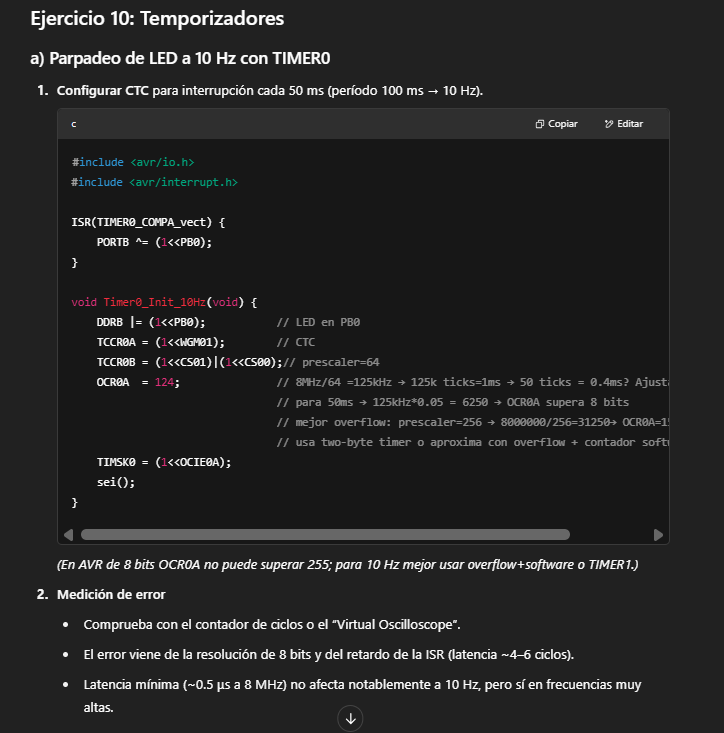 Ejercicio 10: Temporizadores
a) Parpadeo de LED a 10 Hz con TIMER0
1. Configurar CTC para interrupción cada 50 ms (período 100 ms → 10 Hz).
c
Copiar
Editar
#include <avr/io.h>
#include <avr/interrupt.h>
ISR(TIMER0_COMPA_vect) {
PORTB ^= (1<<PB0);
}
void Timer0_Init_10Hz(void) {
DDRB |= (1<<PB0); // LED en PB0
TCCR0A = (1<<WGM01); // CTC
TCCR0B = (1<<CS01)|(1<<CS00);// prescaler=64
OCR0A = 124; // 8MHz/64 =125kHz → 125k ticks=1ms → 50 ticks = 0.4ms? Ajusta
// para 50ms → 125kHz*0.05 = 6250 → OCR0A supera 8 bits
// mejor overflow: prescaler=256 → 8000000/256=31250→ OCR0A=15
// usa two-byte timer o aproxima con overflow + contador softw
TIMSK0 = (1<<OCIE0A);
sei();
}
(En AVR de 8 bits OCR0A no puede superar 255; para 10 Hz mejor usar overflow+software o TIMER1.)
2. Medición de error
• Comprueba con el contador de ciclos o el "Virtual Oscilloscope".
• El error viene de la resolución de 8 bits y del retardo de la ISR (latencia ~4–6 ciclos).
• Latencia mínima (~0.5 µs a 8 MHz) no afecta notablemente a 10 Hz, pero sí en frecuencias muy
altas.